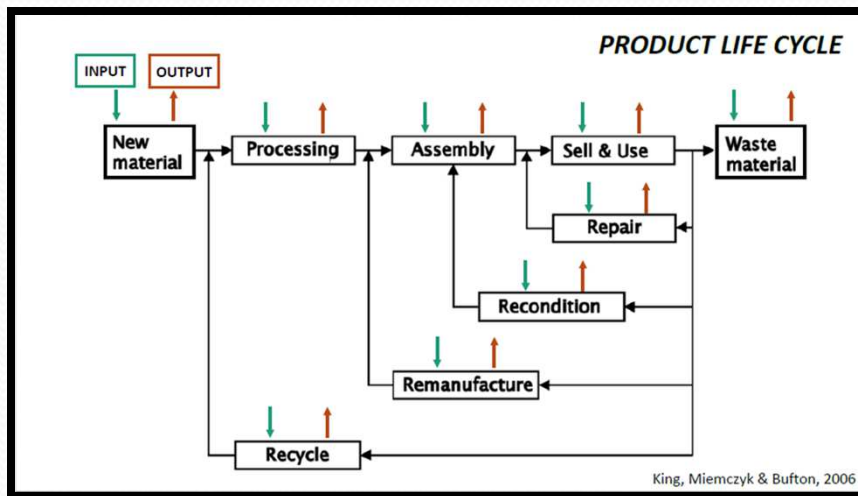 PRODUCT LIFE CYCLE
INPUT
OUTPUT
New
material
Processing
Assembly
Sell & Use
Waste
material
Repair
Recondition
Remanufacture
Recycle
King, Miemczyk & Bufton, 2006